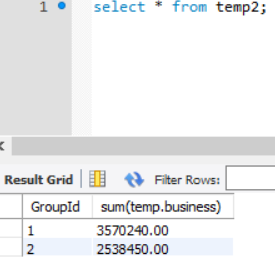 1 select * from temp2;
Result Grid Filter Rows:
GroupId sum(temp.business)
1 3570240.00
2 2538450.00